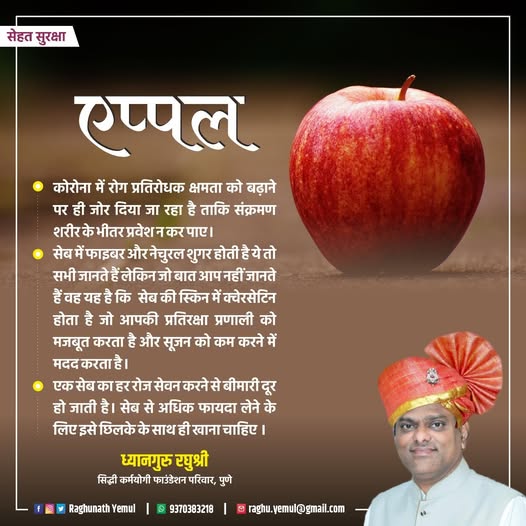 सेहत सुरक्षा
एप्पल
कोरोना में रोग प्रतिरोधक क्षमता को बढ़ाने
पर ही जोर दिया जा रहा है ताकि संक्रमण
शरीर के भीतर प्रवेश न कर पाए।
सेब में फाइबर और नेचुरल शुगर होती है ये तो
सभी जानते हैं लेकिन जो बात आप नहीं जानते
हैं वह यह है कि सेब की स्किन में क्वेरसेटिन
होता है जो आपकी प्रतिरक्षा प्रणाली को
मजबूत करता है और सूजन को कम करने में
मदद करता है।
एक सेब का हर रोज सेवन करने से बीमारी दूर
हो जाती है। सेब से अधिक फायदा लेने के
लिए इसे छिलके के साथ ही खाना चाहिए ।
ध्यानगुरु रघुश्री
सिद्धी कर्मयोगी फाउंडेशन परिवार, पुणे
Raghunath Yemul | 9370383218 | raghu.yemul@gmail.com